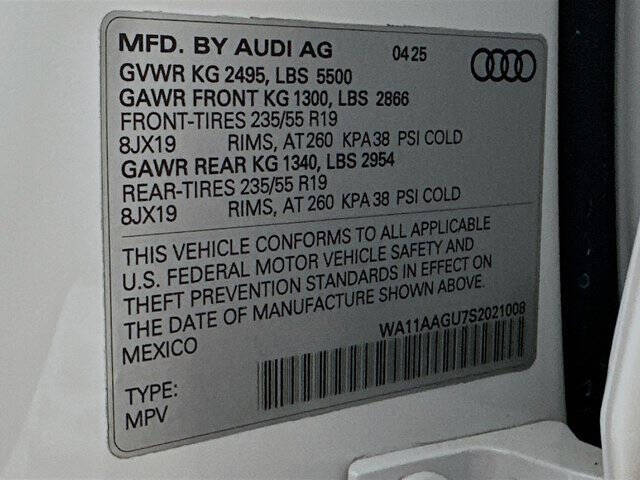 MFD. BY AUDI AG 04 25
GVWR KG 2495, LBS 5500
GAWR FRONT KG 1300, LBS 2866
FRONT-TIRES 235/55 R19
8JX19 RIMS, AT 260 KPA 38 PSI COLD
GAWR REAR KG 1340, LBS 2954
REAR-TIRES 235/55 R19
8JX19 RIMS, AT 260 KPA 38 PSI COLD
THIS VEHICLE CONFORMS TO ALL APPLICABLE
U.S. FEDERAL MOTOR VEHICLE SAFETY AND
THEFT PREVENTION STANDARDS IN EFFECT ON
THE DATE OF MANUFACTURE SHOWN ABOVE.
MEXICO WA11AAGU7S2021008
TYPE:
MPV